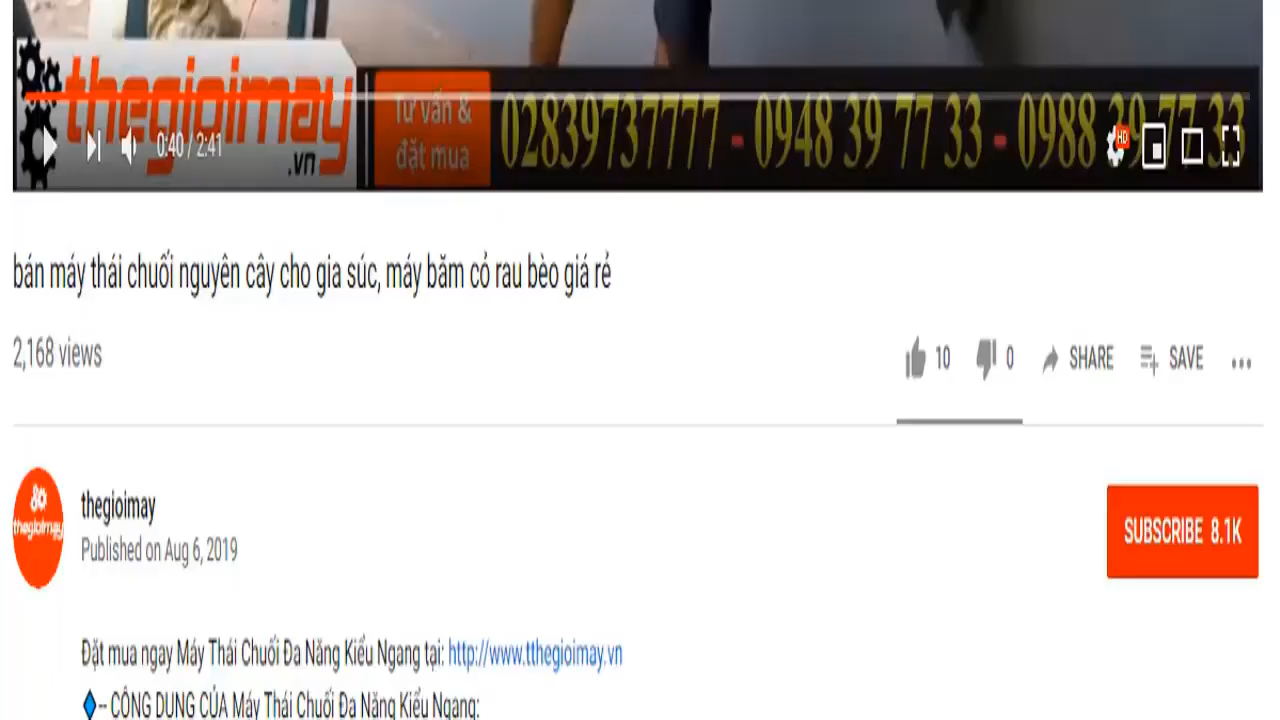 thegioimay
.vn
Tư vấn &
đặt mua
02839737777 - 0948 39 77 33 - 0988 39 77 33
0:40 / 2:41
HD
bán máy thái chuối nguyên cây cho gia súc, máy băm cỏ rau bèo giá rẻ
2,168 views
10 0 SHARE SAVE
thegioimay
thegioimay
Published on Aug 6, 2019
SUBSCRIBE 8.1K
Đặt mua ngay Máy Thái Chuối Đa Năng Kiểu Ngang tại: http://www.tthegioimay.vn
-- CÔNG DỤNG CỦA Máy Thái Chuối Đa Năng Kiểu Ngang: